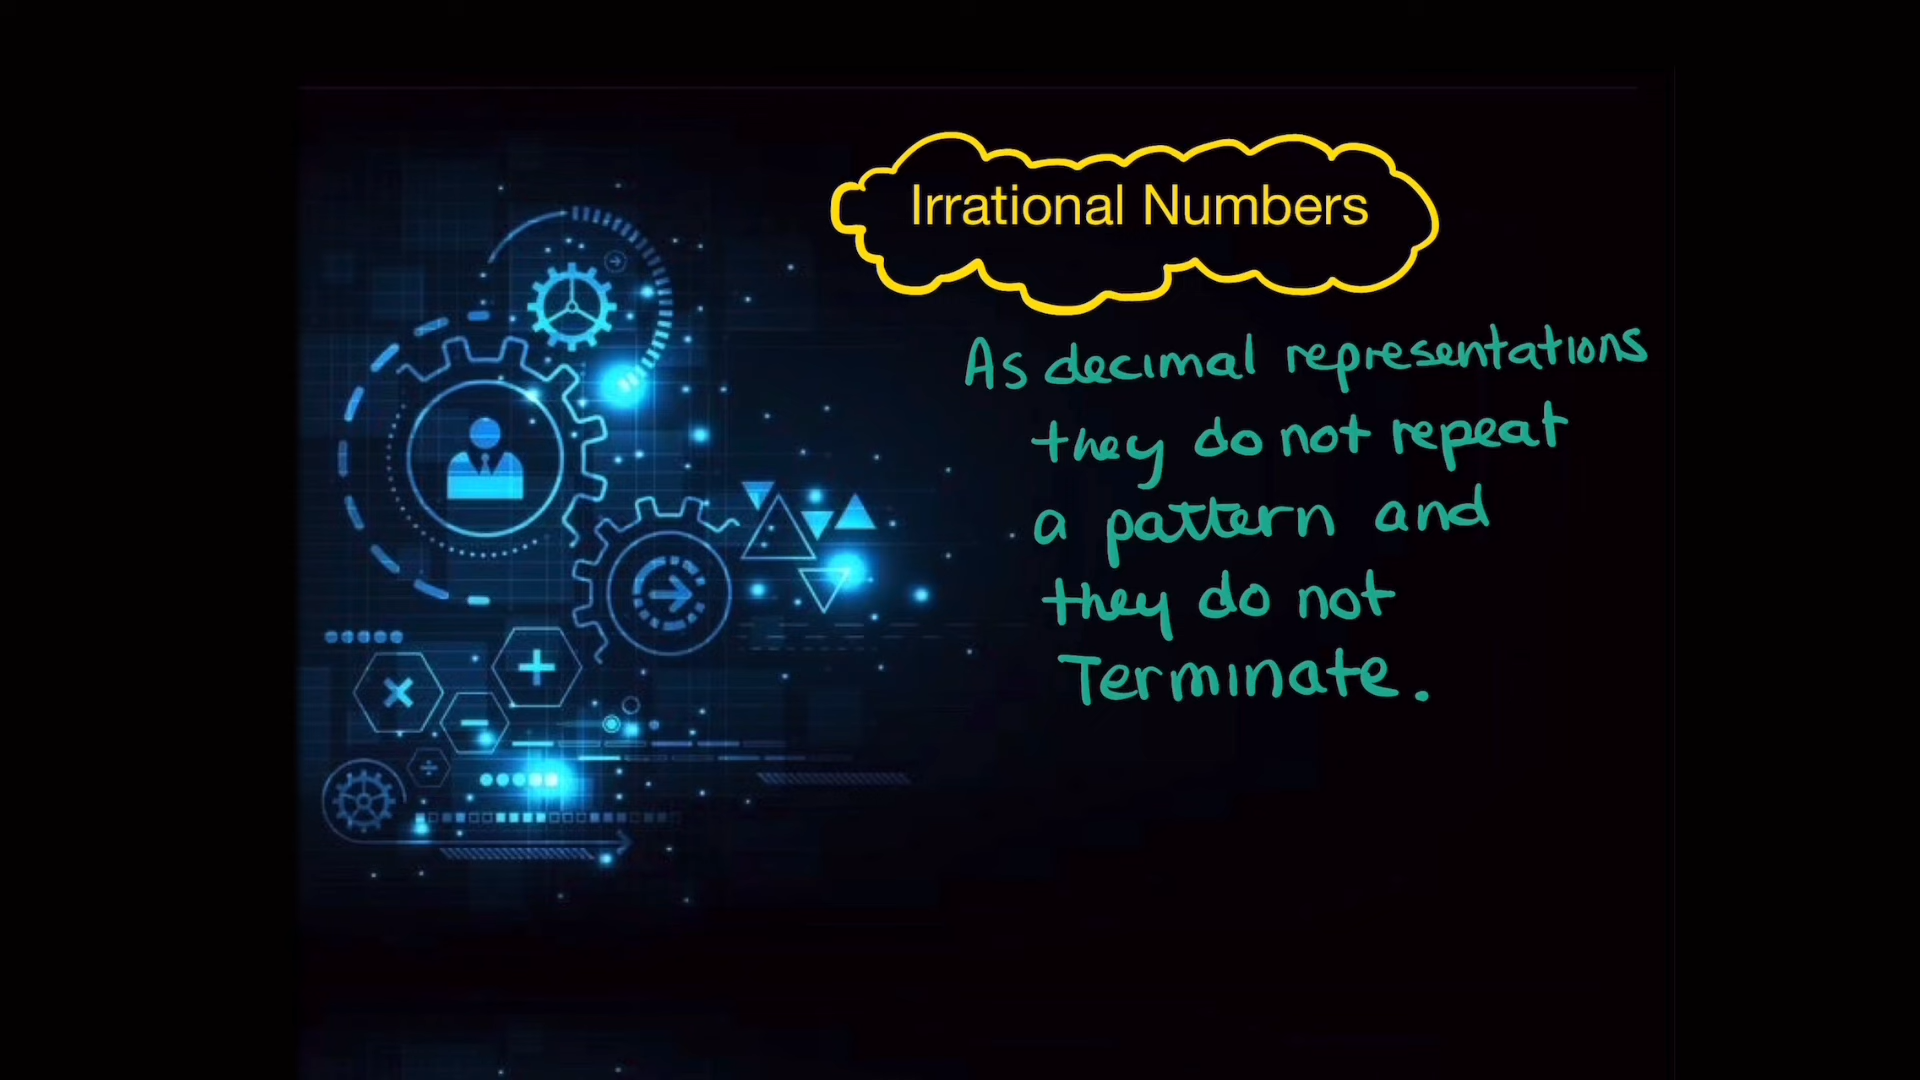 Irrational Numbers
As decimal representations
they do not repeat
a pattern and
they do not
Terminate.